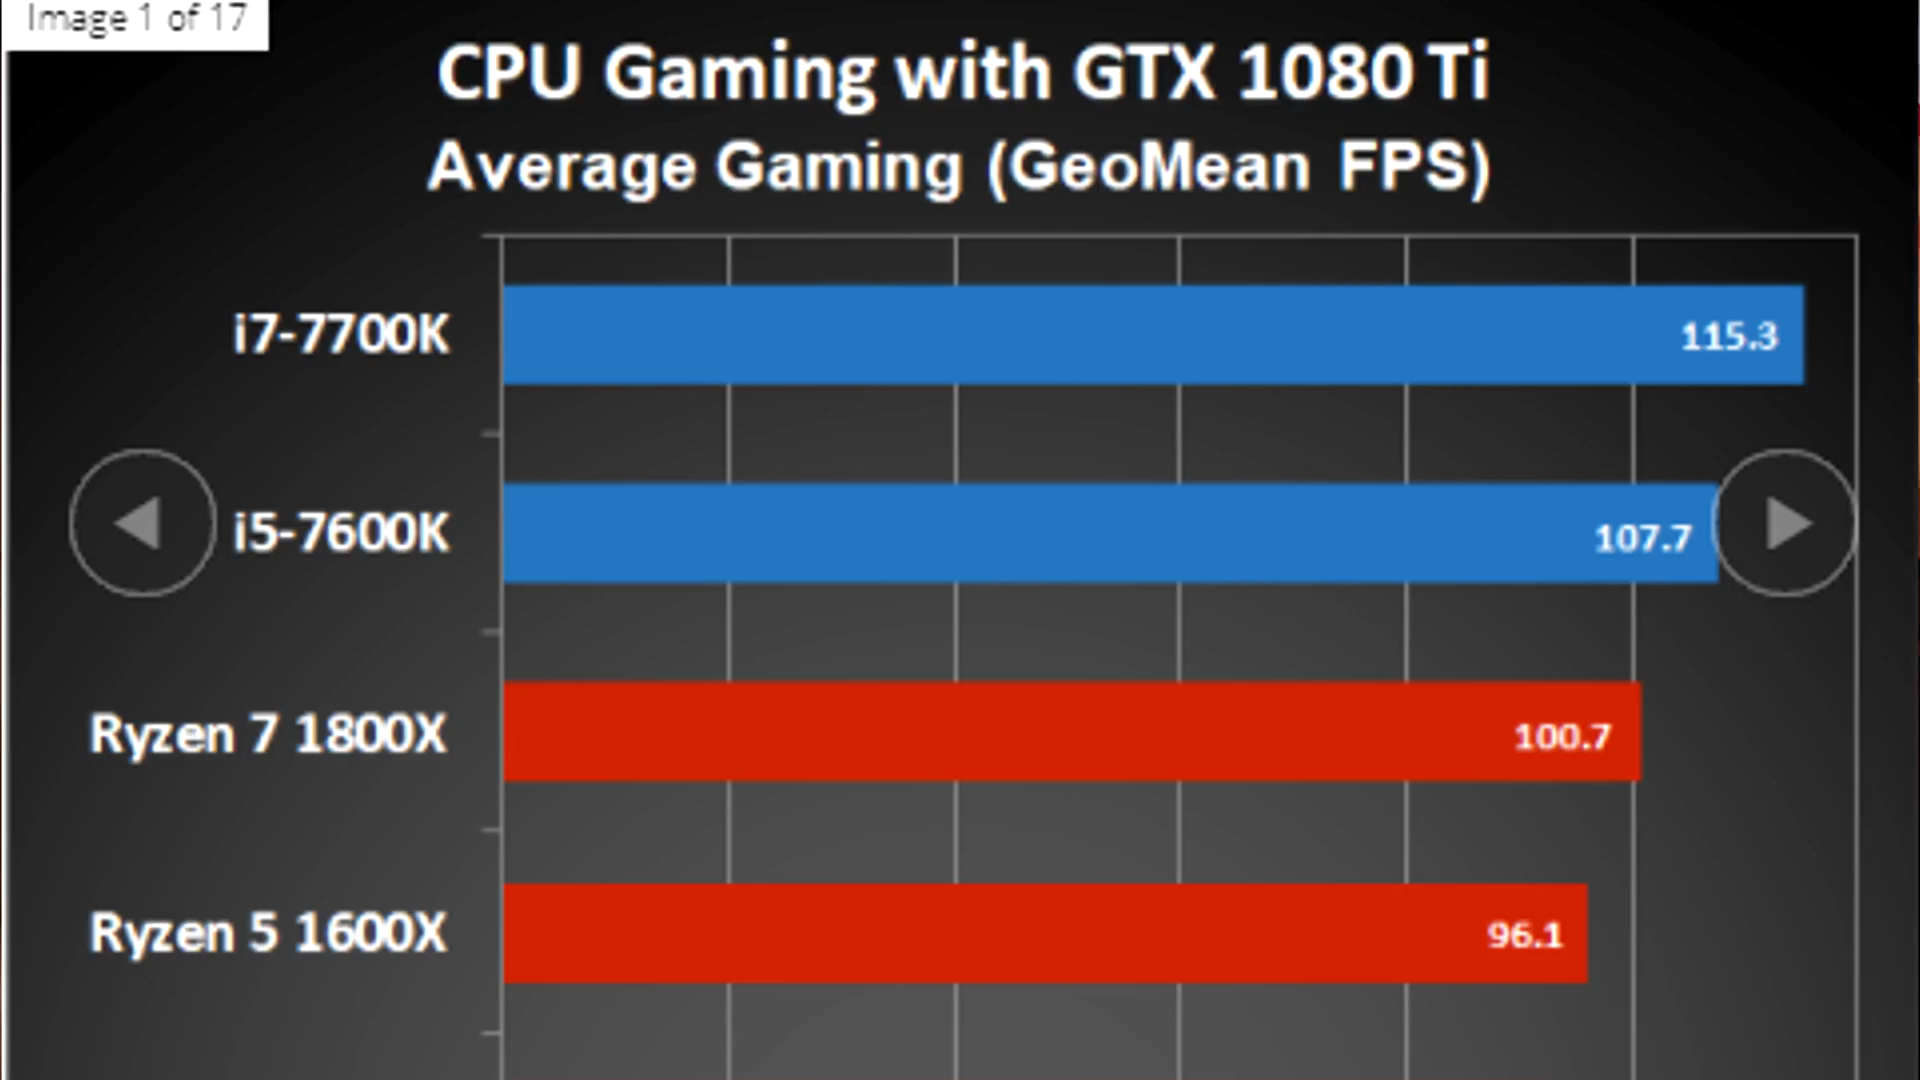 Image 1 of 17
CPU Gaming with GTX 1080 Ti
Average Gaming (GeoMean FPS)
i7-7700K
115.3
i5-7600K
107.7
Ryzen 7 1800X
100.7
Ryzen 5 1600X
96.1